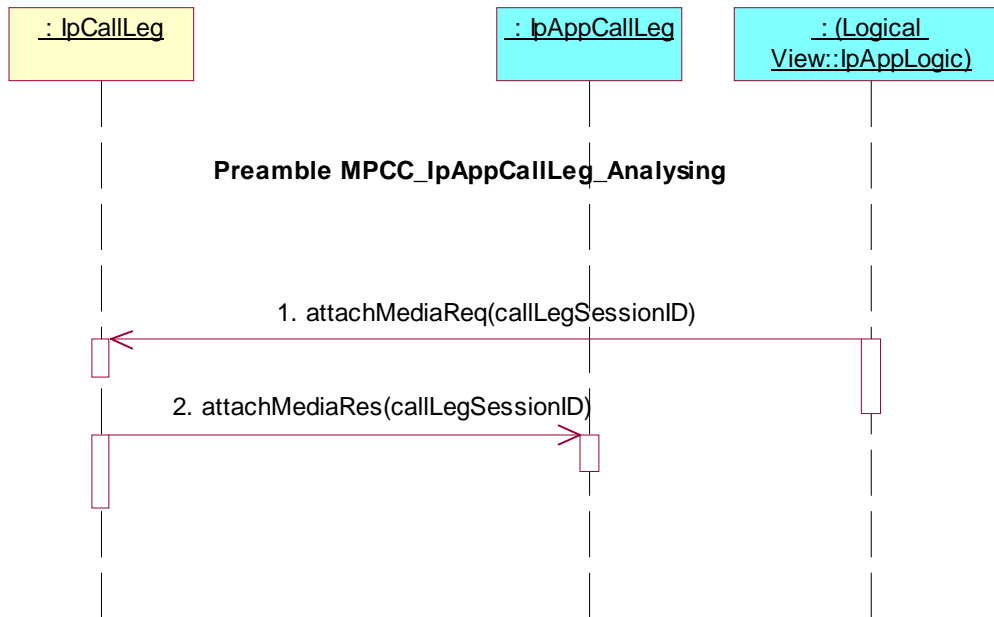 : IpCallLeg
: IpAppCallLeg
: (Logical
View::IpAppLogic)
Preamble MPCC_IpAppCallLeg_Analysing
1. attachMediaReq(callLegSessionID)
2. attachMediaRes(callLegSessionID)